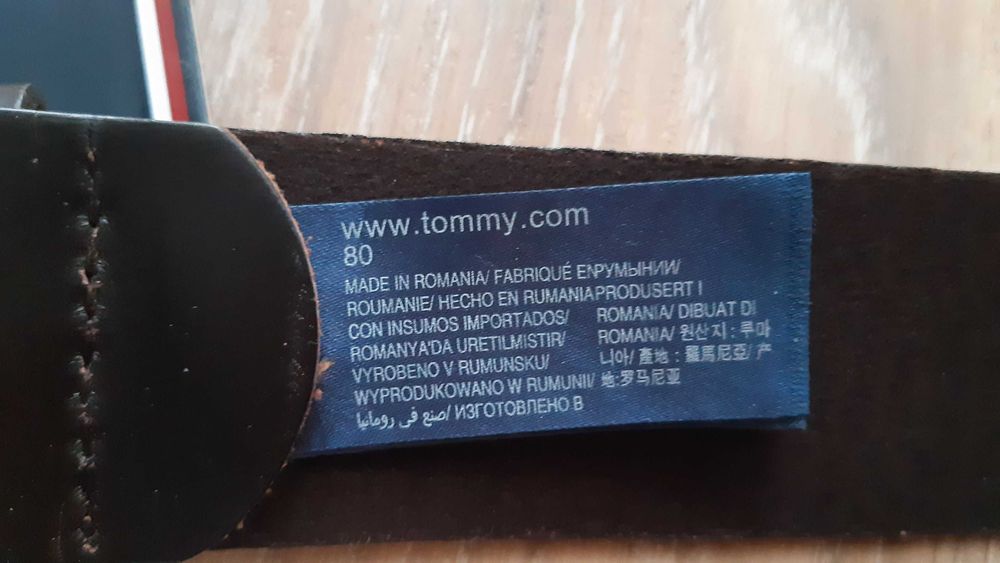 www.tommy.com
80
MADE IN ROMANIA/ FABRIQUÉ EN
ROUMANIE/ HECHO EN RUMANIA
CON INSUMOS IMPORTADOS/
ROMANYA'DA URETILMISTIR/
VYROBENO V RUMUNSKU/
WYPRODUKOWANO W RUMUNII/
صنع في رومانيا/ ИЗГОТОВЛЕНО В
РУМЫНИИ/
PRODUSERT I
ROMANIA/ DIBUAT DI
ROMANIA/ 원산지 : 루마
니아/ 產地 : 羅馬尼亞/ 产
地:罗马尼亚